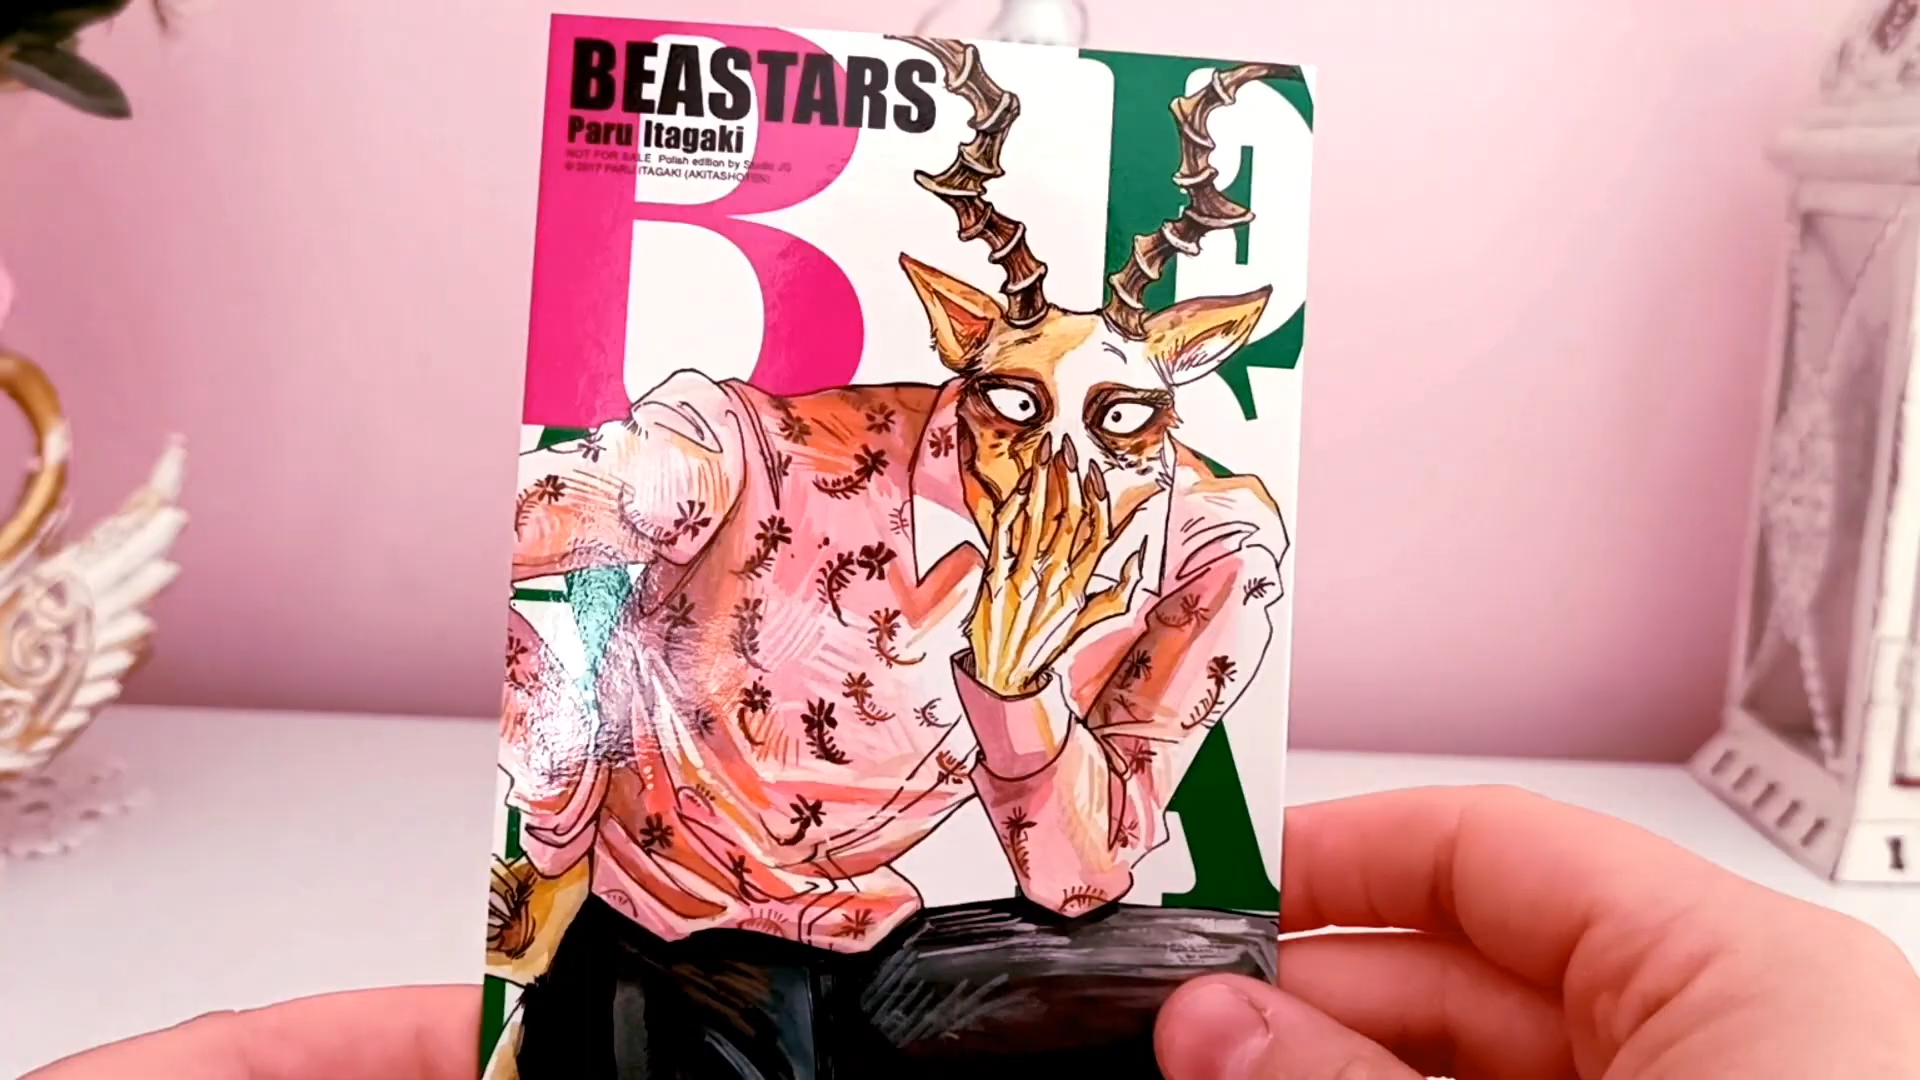 BEASTARS
Paru Itagaki
NOT FOR SALE Polish edition by Studio JG
© 2017 PARU ITAGAKI (AKITASHOTEN)
B E
A